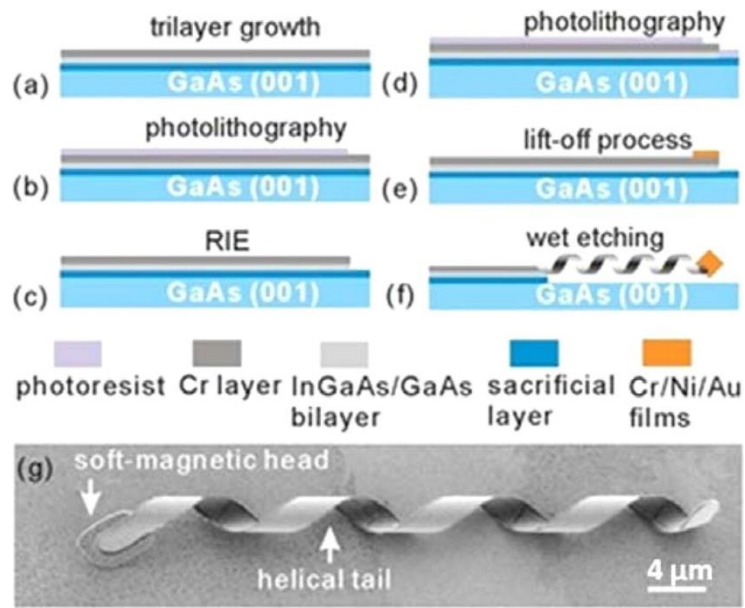 trilayer growth
(a)
GaAs (001)
photolithography
(b)
GaAs (001)
RIE
(c)
GaAs (001)
photolithography
(d)
GaAs (001)
lift-off process
(e)
GaAs (001)
wet etching
(f)
GaAs (001)
photoresist
Cr layer
InGaAs/GaAs
bilayer
sacrificial
layer
Cr/Ni/Au
films
(g)
soft-magnetic head
helical tail
4 μm